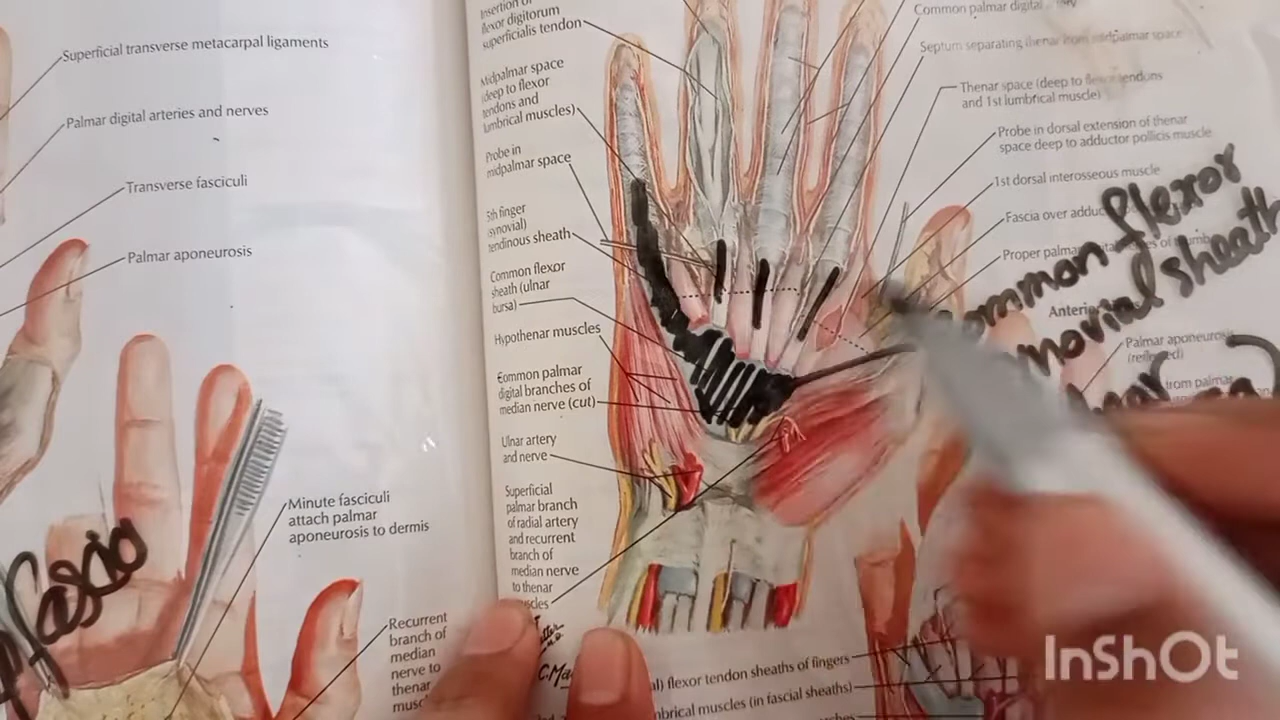 Superficial transverse metacarpal ligaments
Palmar digital arteries and nerves
Transverse fasciculi
Palmar aponeurosis
Minute fasciculi
attach palmar
aponeurosis to dermis
Recurrent
branch of
median
nerve to
thenar
fascia
Insertion of
flexor digitorum
superficialis tendon
Midpalmar space
(deep to flexor
tendons and
lumbrical muscles)
Probe in
midpalmar space
5th finger
(synovial)
tendinous sheath
Common flexor
sheath (ulnar
bursa)
Hypothenar muscles
Common palmar
digital branches of
median nerve (cut)
Ulnar artery
and nerve
Superficial
palmar branch
of radial artery
and recurrent
branch of
median nerve
to thenar
Common palmar digital
Septum separating thenar from midpalmar space
Thenar space (deep to flexor tendons
and 1st lumbrical muscle)
Probe in dorsal extension of thenar
space deep to adductor pollicis muscle
1st dorsal interosseous muscle
Fascia over
Proper
ommon flexor
novial sheath
Palmar aponeurosis
from palmar
flexor tendon sheaths of fingers
muscles (in fascial sheaths)
InShOt